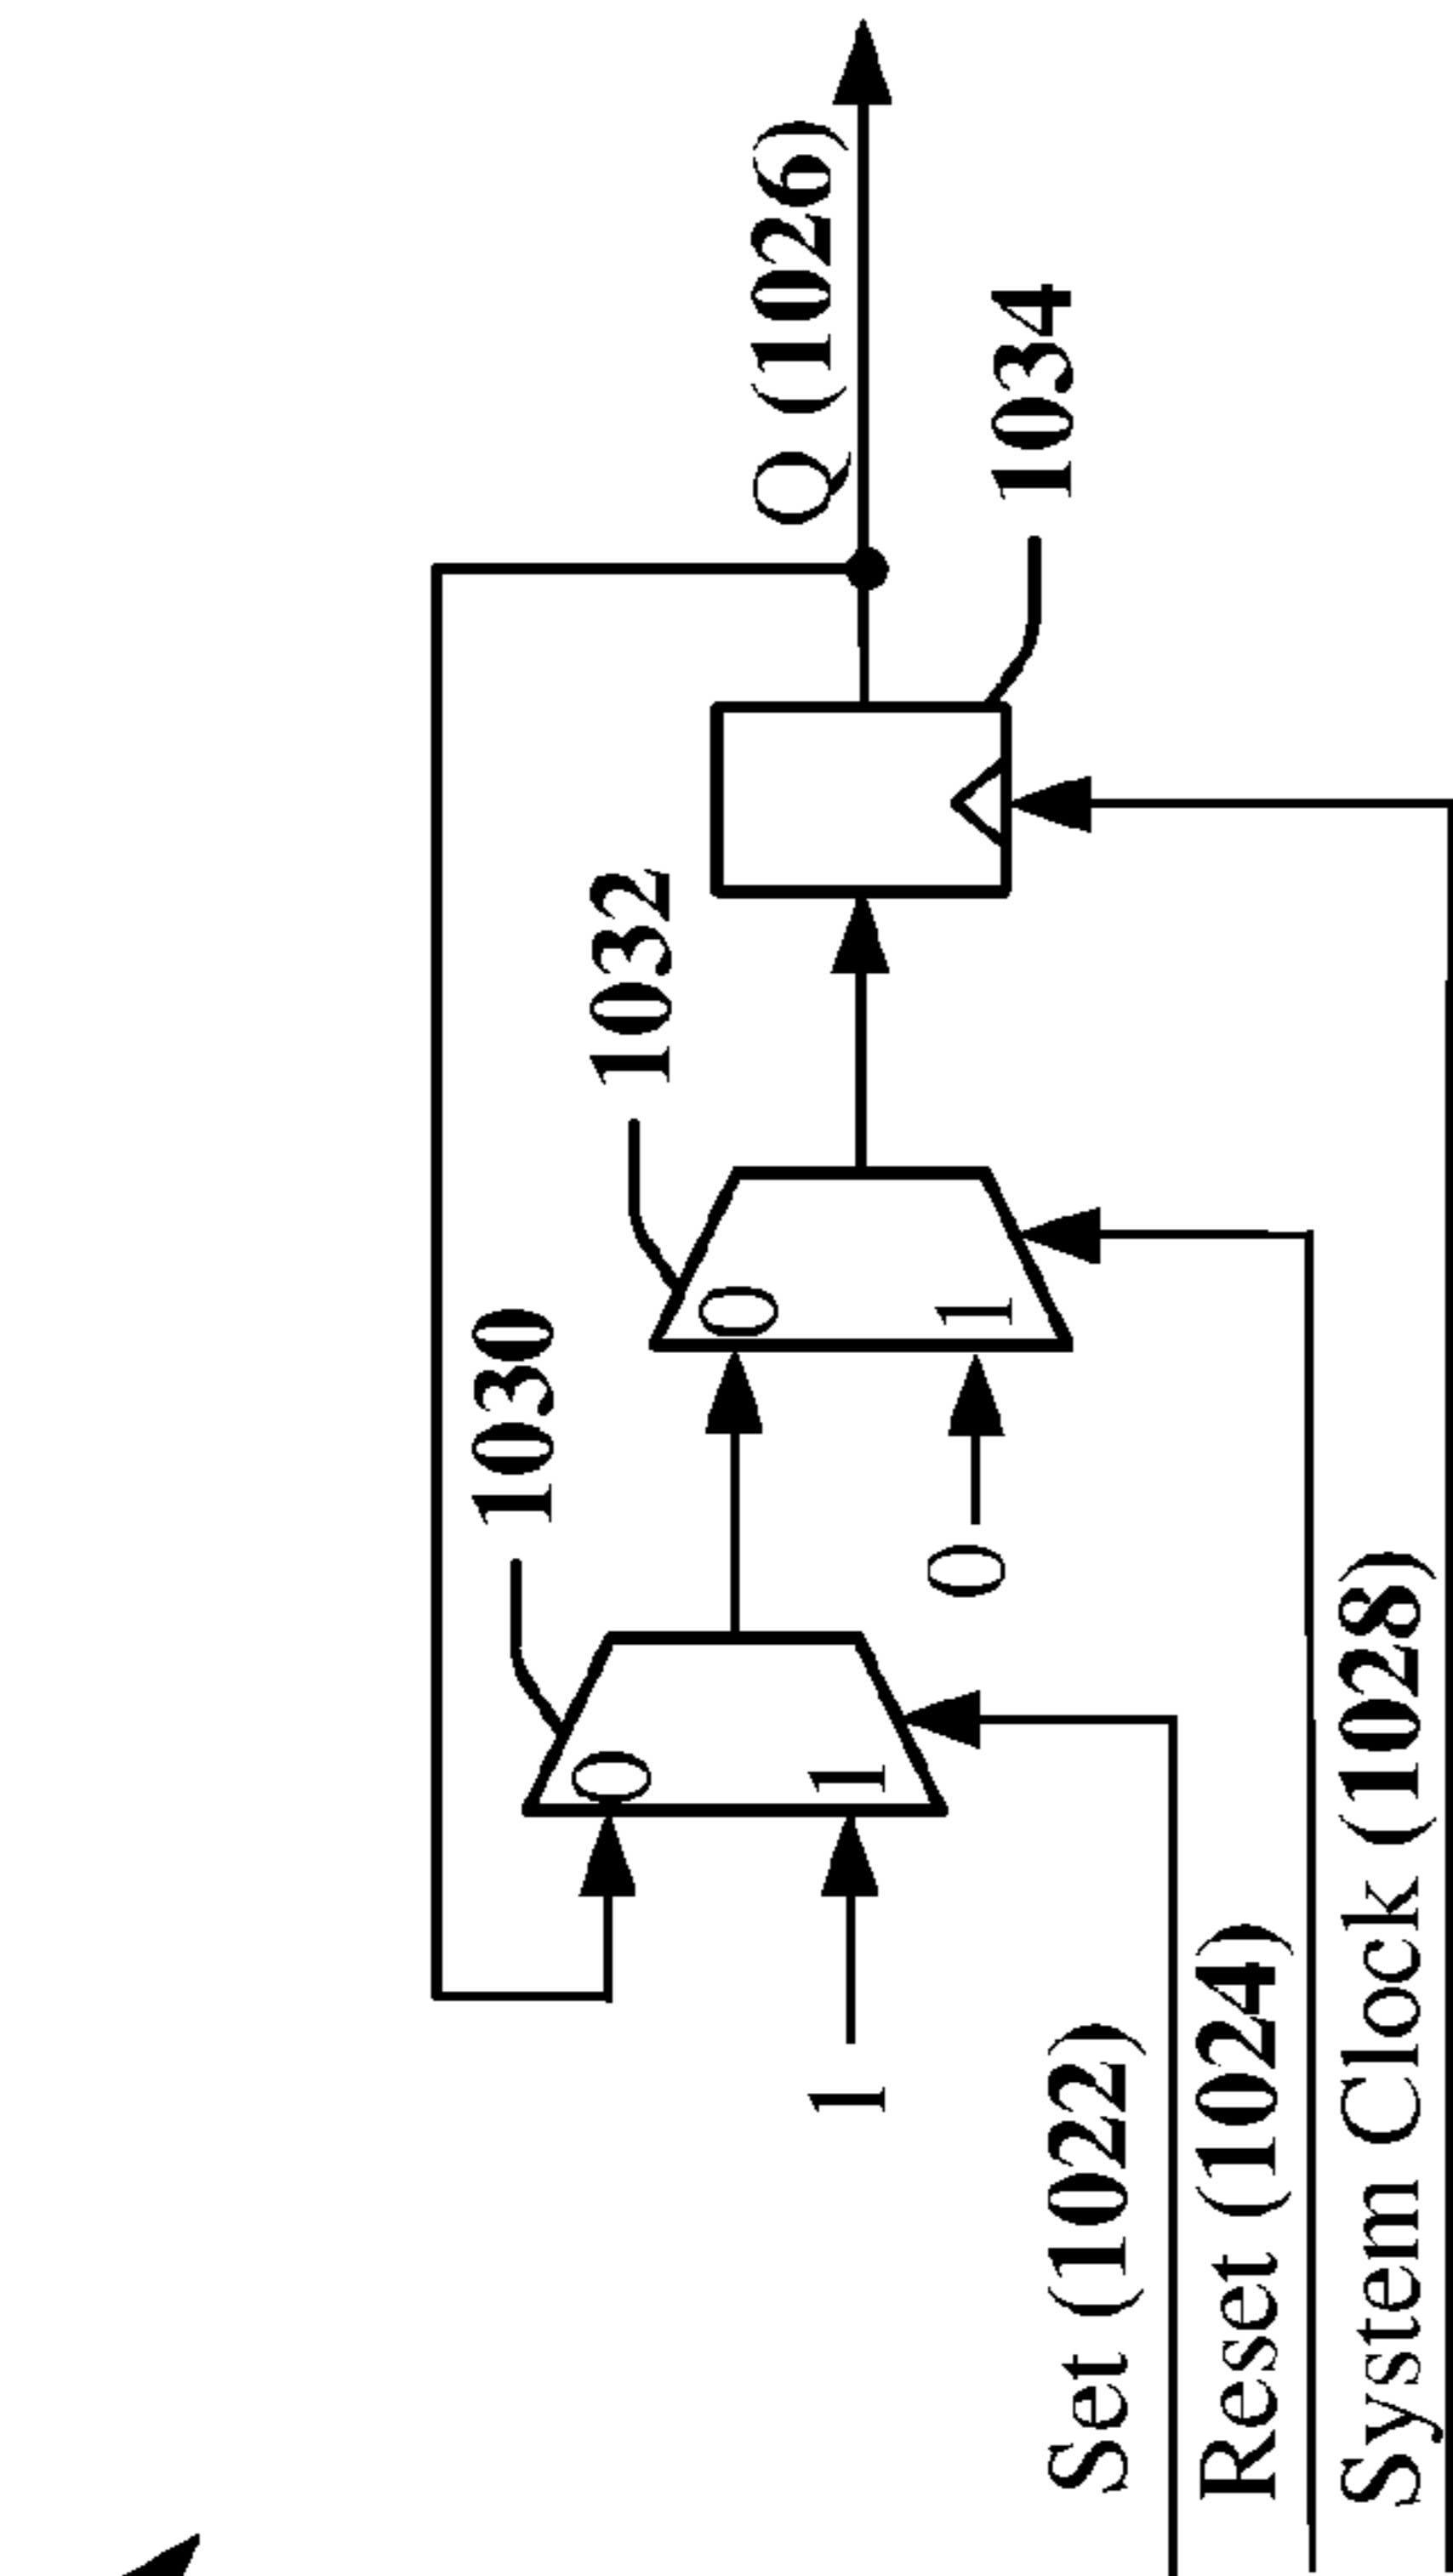 Q (1026)
1034
1032
1030
0
1
0
1
0
1
Set (1022)
Reset (1024)
System Clock (1028)